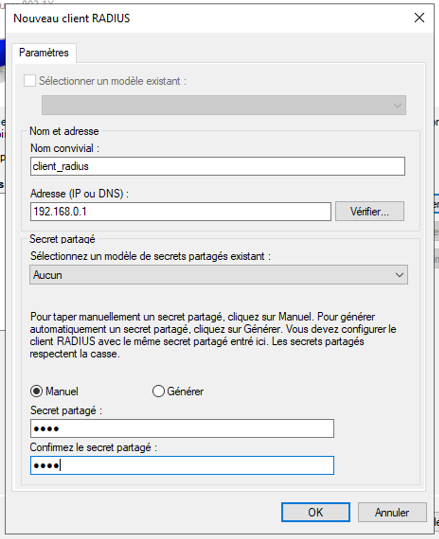 Nouveau client RADIUS
Paramètres
Sélectionner un modèle existant :
Nom et adresse
Nom convivial :
client_radius
Adresse (IP ou DNS) :
192.168.0.1
Vérifier...
Secret partagé
Sélectionnez un modèle de secrets partagés existant :
Aucun
Pour taper manuellement un secret partagé, cliquez sur Manuel. Pour générer
automatiquement un secret partagé, cliquez sur Générer. Vous devez configurer le
client RADIUS avec le même secret partagé entré ici. Les secrets partagés
respectent la casse.
Manuel
Générer
Secret partagé :
●●●●
Confirmez le secret partagé :
●●●●
OK
Annuler